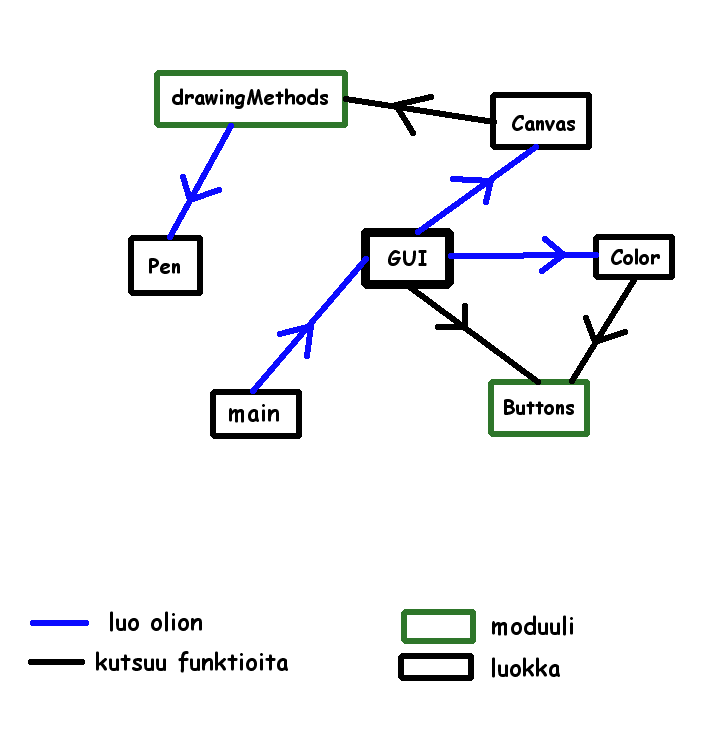 drawingMethods
Canvas
Pen
GUI
Color
main
Buttons
luo olion
moduuli
kutsuu funktioita
luokka